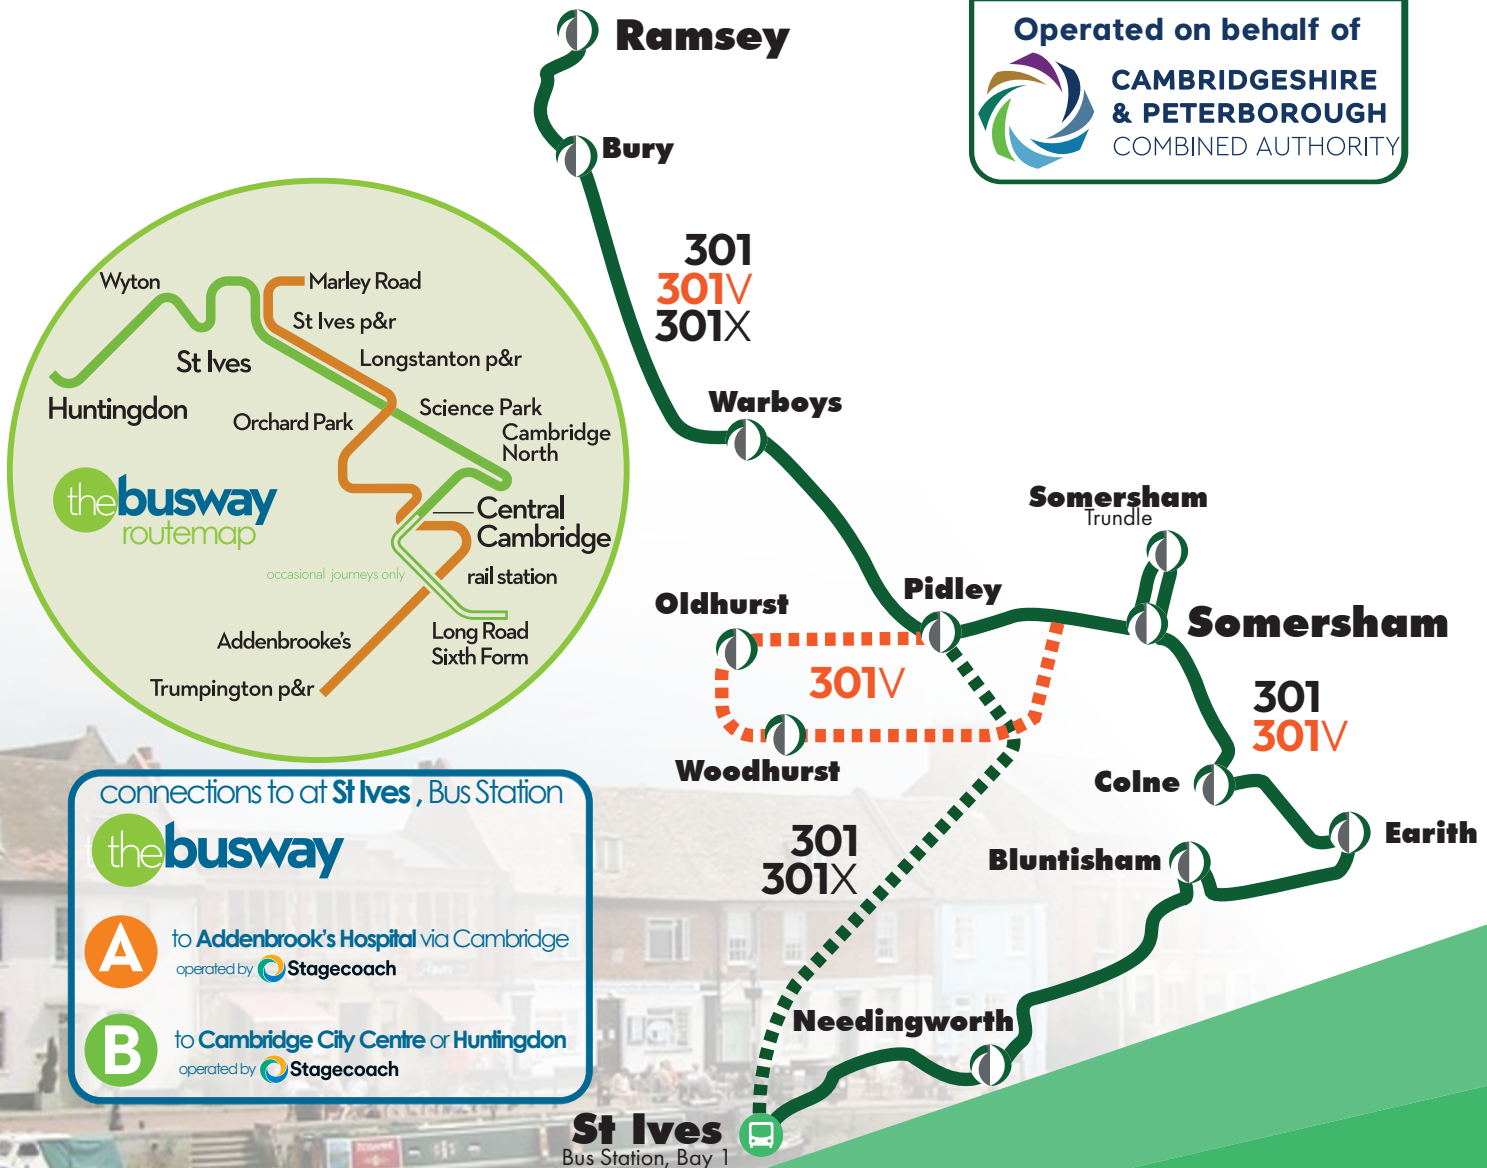 Ramsey
Operated on behalf of
CAMBRIDGESHIRE
& PETERBOROUGH
COMBINED AUTHORITY
Bury
301
301V
301X
Wyton
Marley Road
St Ives p&r
St Ives
Longstanton p&r
Huntingdon
Orchard Park
Science Park
Cambridge
North
the busway
routemap
Central
Cambridge
occasional journeys only
rail station
Addenbrooke's
Long Road
Sixth Form
Trumpington p&r
Warboys
Somersham
Trundle
Pidley
Oldhurst
Somersham
301V
301
301V
Woodhurst
Colne
Earith
301
301X
Bluntisham
connections to at St Ives , Bus Station
the busway
A
to Addenbrook's Hospital via Cambridge
operated by Stagecoach
B
to Cambridge City Centre or Huntingdon
operated by Stagecoach
Needingworth
St Ives
Bus Station, Bay 1